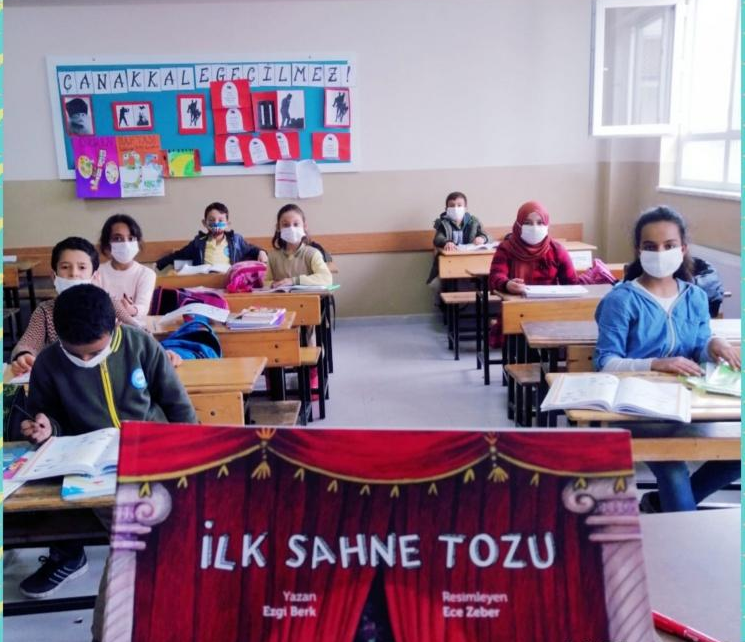 ÇANAKKALE GEÇİLMEZ!
İLK SAHNE TOZU
Yazan
Ezgi Berk
Resimleyen
Ece Zeber